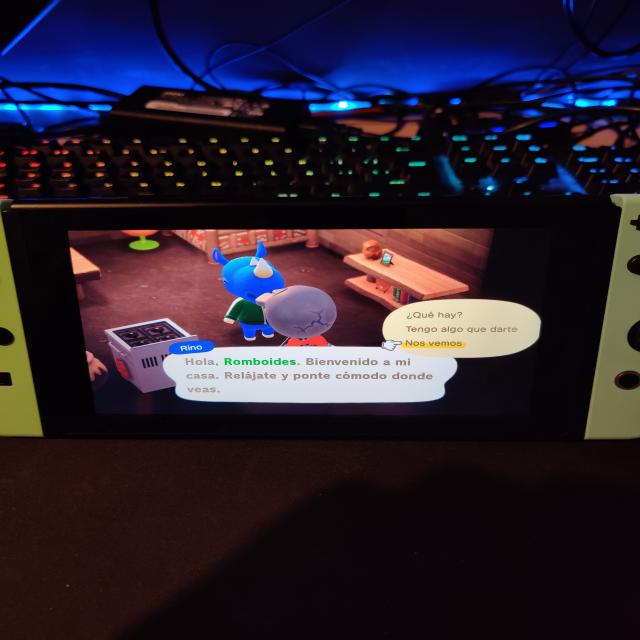 ¿Qué hay?
Tengo algo que darte
Nos vemos
Rino
Hola, Romboides. Bienvenido a mi
casa. Relájate y ponte cómodo donde
veas.